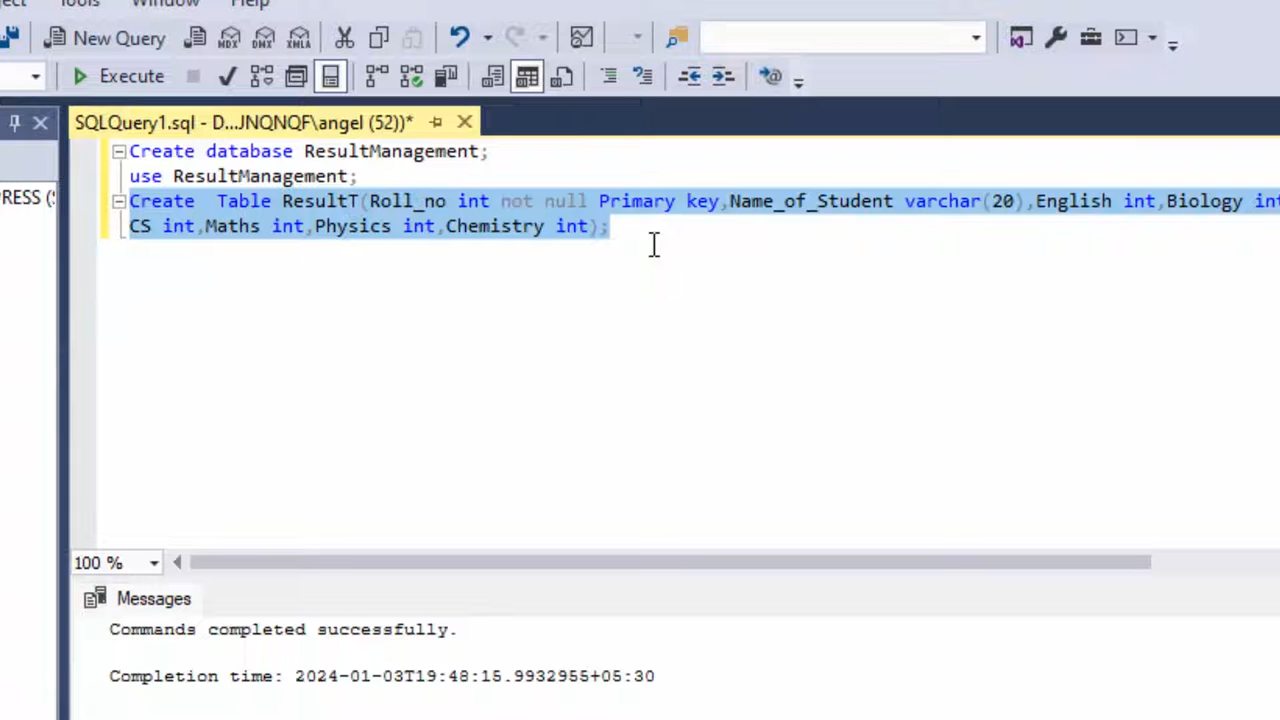 Tools Window Help
New Query
Execute
SQLQuery1.sql - D...JNQNQF\angel (52))*
Create database ResultManagement;
use ResultManagement;
Create  Table ResultT(Roll_no int not null Primary key,Name_of_Student varchar(20),English int,Biology int
CS int,Maths int,Physics int,Chemistry int);
100 %
Messages
Commands completed successfully.
Completion time: 2024-01-03T19:48:15.9932955+05:30